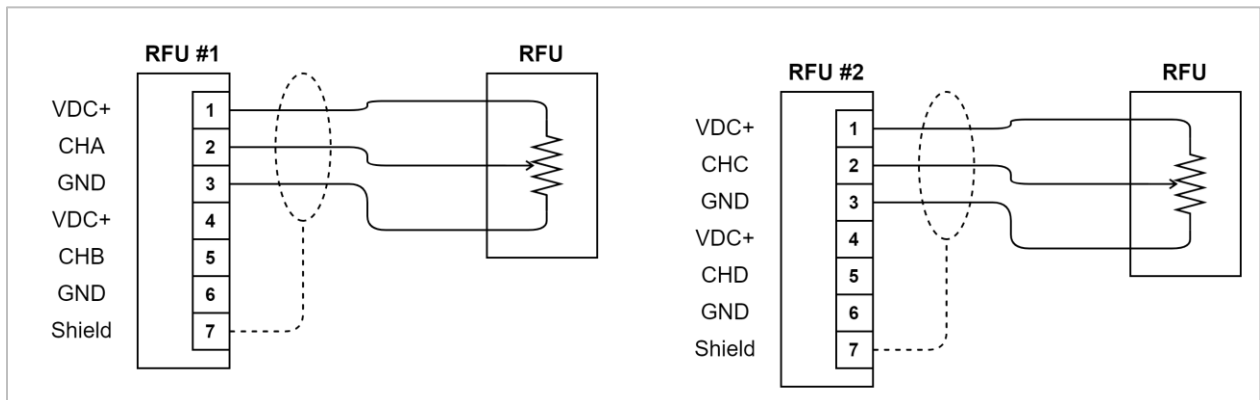 RFU #1
RFU
VDC+ 1
CHA 2
GND 3
VDC+ 4
CHB 5
GND 6
Shield 7
RFU #2
RFU
VDC+ 1
CHC 2
GND 3
VDC+ 4
CHD 5
GND 6
Shield 7